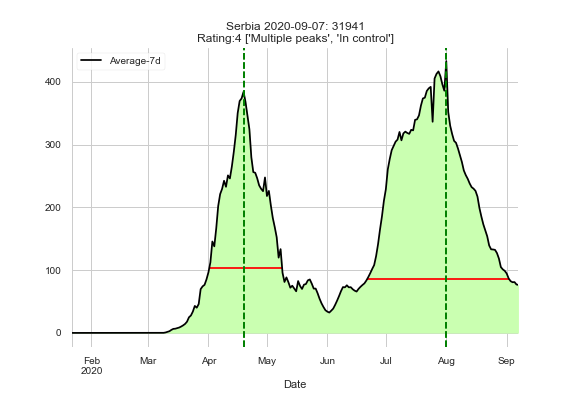 Serbia 2020-09-07: 31941
Rating:4 ['Multiple peaks', 'In control']
Average-7d
400
300
200
100
0
Feb Mar Apr May Jun Jul Aug Sep
2020
Date